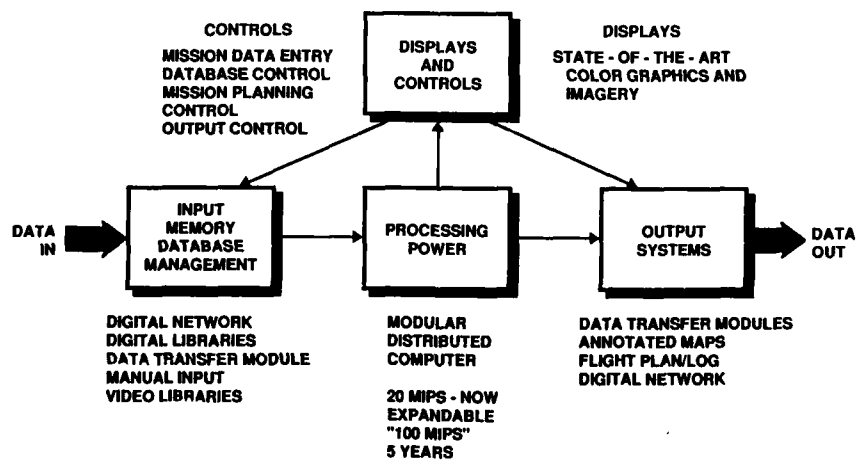 CONTROLS
MISSION DATA ENTRY
DATABASE CONTROL
MISSION PLANNING
CONTROL
OUTPUT CONTROL
DISPLAYS
AND
CONTROLS
DISPLAYS
STATE - OF - THE - ART
COLOR GRAPHICS AND
IMAGERY
DATA
IN
INPUT
MEMORY
DATABASE
MANAGEMENT
PROCESSING
POWER
OUTPUT
SYSTEMS
DATA
OUT
DIGITAL NETWORK
DIGITAL LIBRARIES
DATA TRANSFER MODULE
MANUAL INPUT
VIDEO LIBRARIES
MODULAR
DISTRIBUTED
COMPUTER
20 MIPS - NOW
EXPANDABLE
"100 MIPS"
5 YEARS
DATA TRANSFER MODULES
ANNOTATED MAPS
FLIGHT PLAN/LOG
DIGITAL NETWORK